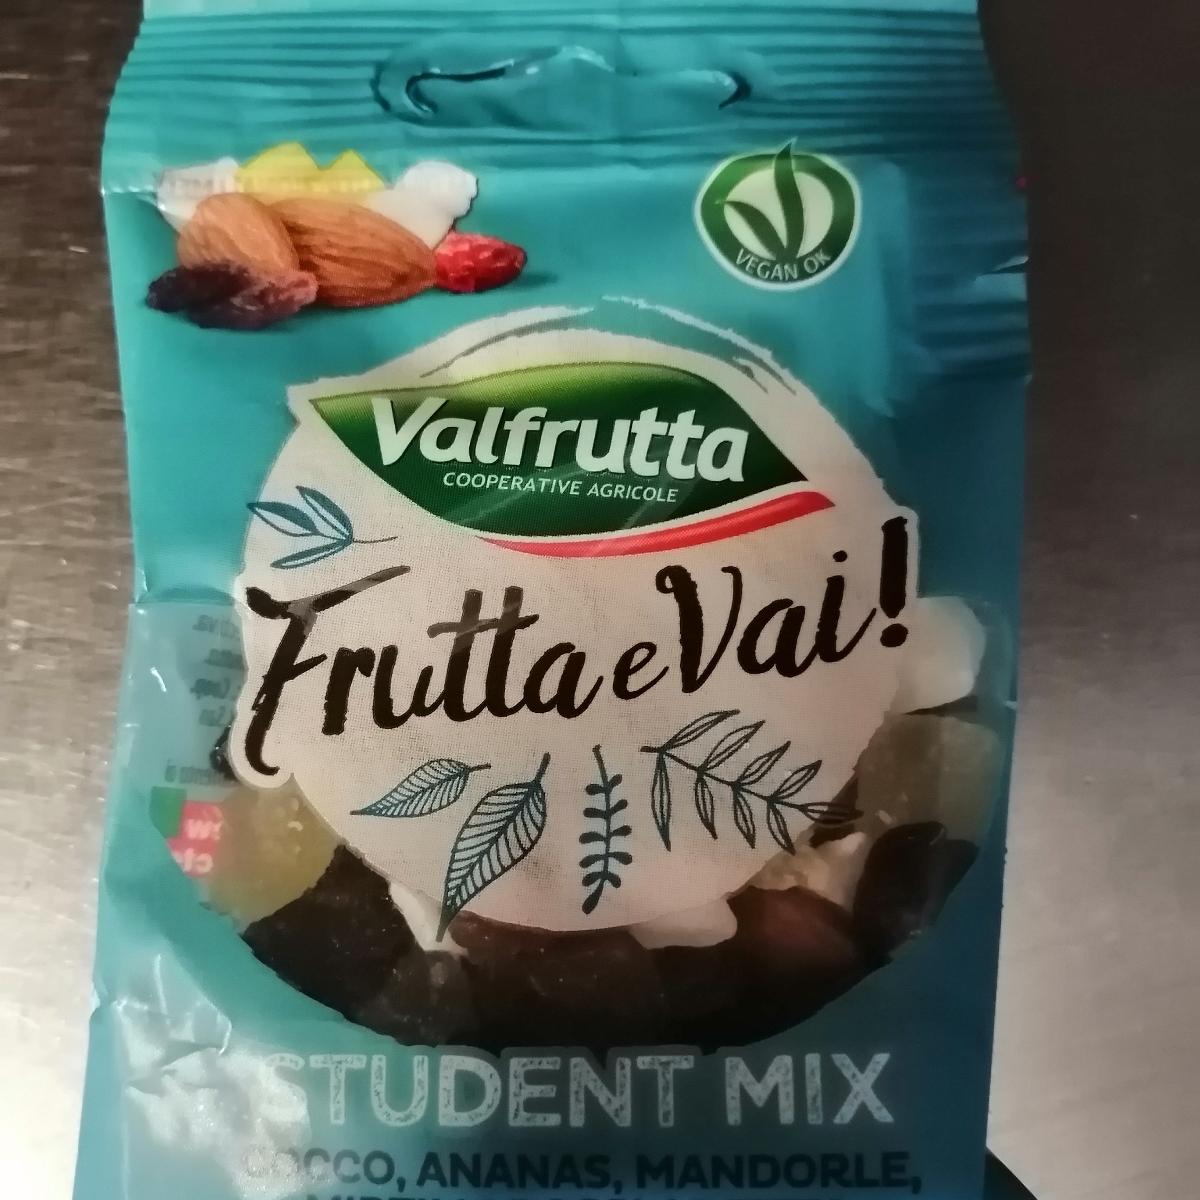 VEGAN OK
Valfrutta
COOPERATIVE AGRICOLE
Frutta e Vai!
STUDENT MIX
COCCO, ANANAS, MANDORLE,